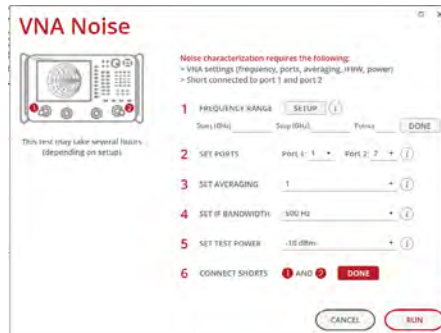 VNA Noise
Noise characterization requires the following:
> VNA settings (frequency, ports, averaging, IFBW, power)
> Short connected to port 1 and port 2
1 FREQUENCY RANGE SETUP i
Start (GHz) Stop (GHz) Points DONE
1 2
This test may take several hours
(depending on setup).
2 SET PORTS Port 1: 1 Port 2: 2 i
3 SET AVERAGING 1 i
4 SET IF BANDWIDTH 500 Hz i
5 SET TEST POWER -10 dBm i
6 CONNECT SHORTS 1 AND 2 DONE
CANCEL RUN